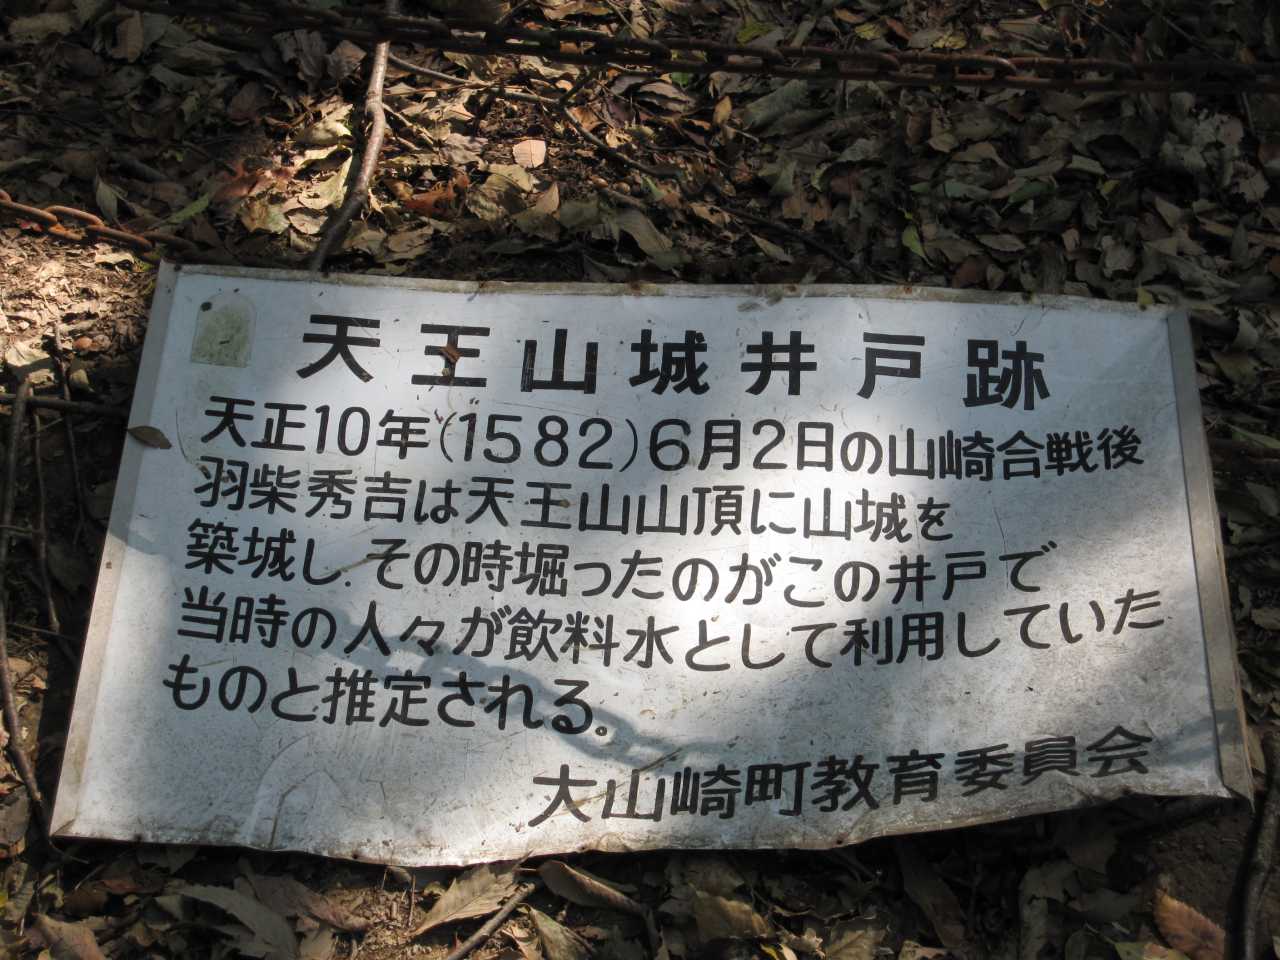 天王山城井戸跡
天正10年(1582)6月2日の山崎合戦後
羽柴秀吉は天王山山頂に山城を
築城し.その時堀ったのがこの井戸で
当時の人々が飲料水として利用していた
ものと推定される。
大山崎町教育委員会